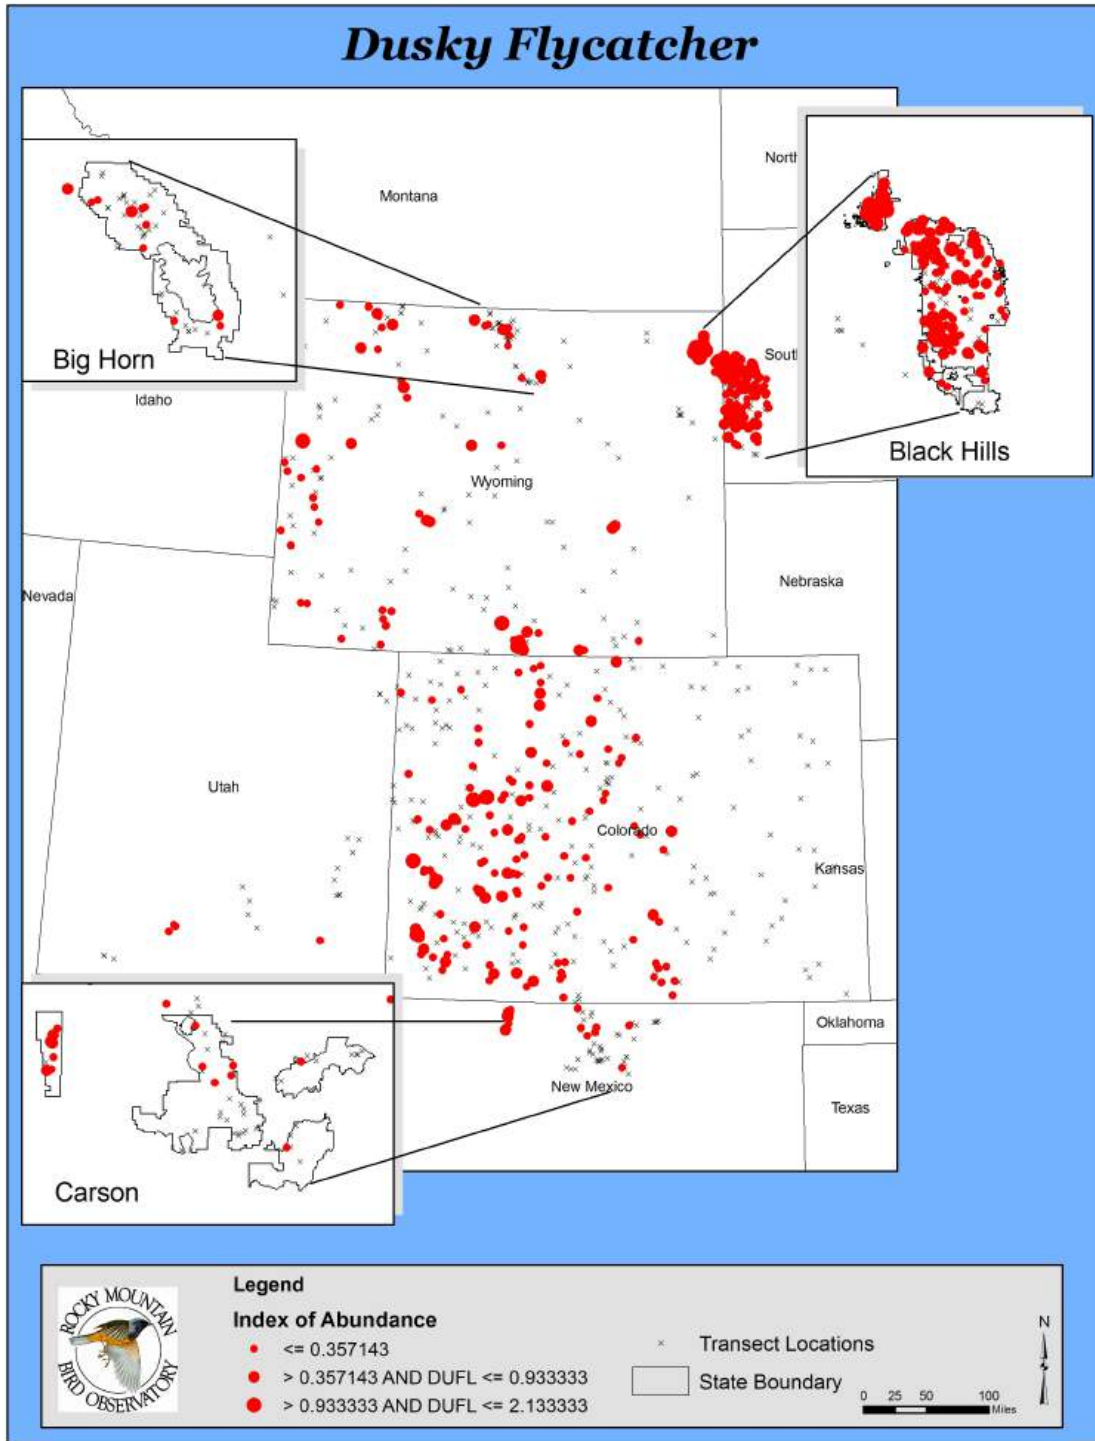 Dusky Flycatcher
Montana
North
South
Big Horn
Black Hills
Idaho
Wyoming
Nevada
Nebraska
Utah
Colorado
Kansas
Oklahoma
New Mexico
Texas
Carson
Legend
Index of Abundance
<= 0.357143
> 0.357143 AND DUFL <= 0.933333
> 0.933333 AND DUFL <= 2.133333
Transect Locations
State Boundary
N
0 25 50 100
Miles
ROCKY MOUNTAIN
BIRD OBSERVATORY